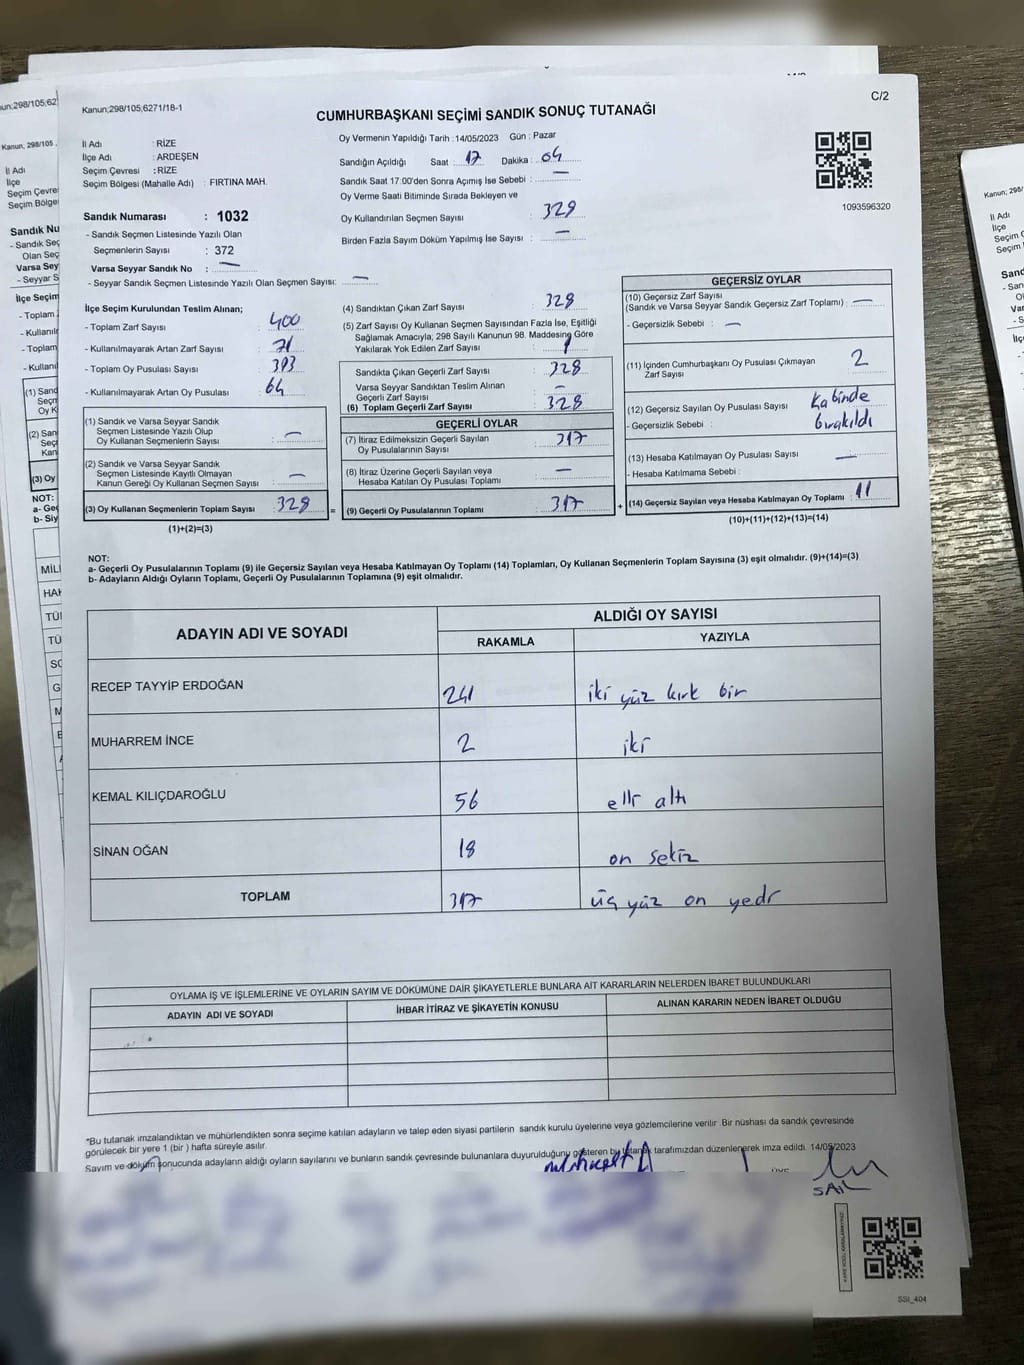 Kanun;298/105;6271/18-1
C/2
CUMHURBAŞKANI SEÇİMİ SANDIK SONUÇ TUTANAĞI
İl Adı : RİZE
İlçe Adı : ARDEŞEN
Seçim Çevresi : RİZE
Seçim Bölgesi (Mahalle Adı) : FIRTINA MAH.
Oy Vermenin Yapıldığı Tarih :14/05/2023 Gün : Pazar
Sandığın Açıldığı Saat : 17 Dakika : 04
Sandık Saat 17:00'den Sonra Açımış İse Sebebi : —
Oy Verme Saati Bitiminde Sırada Bekleyen ve
Oy Kullandırılan Seçmen Sayısı : 329
Birden Fazla Sayım Döküm Yapılmış İse Sayısı : —
1093596320
Sandık Numarası : 1032
- Sandık Seçmen Listesinde Yazılı Olan
Seçmenlerin Sayısı : 372
Varsa Seyyar Sandık No : —
- Seyyar Sandık Seçmen Listesinde Yazılı Olan Seçmen Sayısı: —
İlçe Seçim Kurulundan Teslim Alınan;
- Toplam Zarf Sayısı : 400
- Kullanılmayarak Artan Zarf Sayısı : 71
- Toplam Oy Pusulası Sayısı : 393
- Kullanılmayarak Artan Oy Pusulası : 64
(1) Sandık ve Varsa Seyyar Sandık
Seçmen Listesinde Yazılı Olup
Oy Kullanan Seçmenlerin Sayısı : —
(2) Sandık ve Varsa Seyyar Sandık
Seçmen Listesinde Kayıtlı Olmayan
Kanun Gereği Oy Kullanan Seçmen Sayısı : —
(3) Oy Kullanan Seçmenlerin Toplam Sayısı : 328
(1)+(2)=(3)
(4) Sandıktan Çıkan Zarf Sayısı : 328
(5) Zarf Sayısı Oy Kullanan Seçmen Sayısından Fazla İse, Eşitliği
Sağlamak Amacıyla; 298 Sayılı Kanunun 98. Maddesine Göre
Yakılarak Yok Edilen Zarf Sayısı : 1
Sandıkta Çıkan Geçerli Zarf Sayısı : 328
Varsa Seyyar Sandıktan Teslim Alınan
Geçerli Zarf Sayısı : —
(6) Toplam Geçerli Zarf Sayısı : 328
GEÇERLİ OYLAR
(7) İtiraz Edilmeksizin Geçerli Sayılan
Oy Pusulalarının Sayısı : 317
(8) İtiraz Üzerine Geçerli Sayılan veya
Hesaba Katılan Oy Pusulası Toplamı : —
= (9) Geçerli Oy Pusulalarının Toplamı : 317 +
GEÇERSİZ OYLAR
(10) Geçersiz Zarf Sayısı
(Sandık ve Varsa Seyyar Sandık Geçersiz Zarf Toplamı) : —
- Geçersizlik Sebebi : —
(11) İçinden Cumhurbaşkanı Oy Pusulası Çıkmayan
Zarf Sayısı : 2
(12) Geçersiz Sayılan Oy Pusulası Sayısı : Kabinde
- Geçersizlik Sebebi : bırakıldı
(13) Hesaba Katılmayan Oy Pusulası Sayısı : —
- Hesaba Katılmama Sebebi :
(14) Geçersiz Sayılan veya Hesaba Katılmayan Oy Toplamı : 11
(10)+(11)+(12)+(13)=(14)
NOT:
a- Geçerli Oy Pusulalarının Toplamı (9) ile Geçersiz Sayılan veya Hesaba Katılmayan Oy Toplamı (14) Toplamları, Oy Kullanan Seçmenlerin Toplam Sayısına (3) eşit olmalıdır. (9)+(14)=(3)
b- Adayların Aldığı Oyların Toplamı, Geçerli Oy Pusulalarının Toplamına (9) eşit olmalıdır.
ADAYIN ADI VE SOYADI
ALDIĞI OY SAYISI
RAKAMLA YAZIYLA
RECEP TAYYİP ERDOĞAN 241 iki yüz kırk bir
MUHARREM İNCE 2 iki
KEMAL KILIÇDAROĞLU 56 elli altı
SİNAN OĞAN 18 on sekiz
TOPLAM 317 üç yüz on yedi
OYLAMA İŞ VE İŞLEMLERİNE VE OYLARIN SAYIM VE DÖKÜMÜNE DAİR ŞİKAYETLERLE BUNLARA AİT KARARLARIN NELERDEN İBARET BULUNDUKLARI
ADAYIN ADI VE SOYADI İHBAR İTİRAZ VE ŞİKAYETİN KONUSU ALINAN KARARIN NEDEN İBARET OLDUĞU
*Bu tutanak imzalandıktan ve mühürlendikten sonra seçime katılan adayların ve talep eden siyasi partilerin sandık kurulu üyelerine veya gözlemcilerine verilir .Bir nüshası da sandık çevresinde
görülecek bir yere 1 (bir ) hafta süreyle asılır.
Sayım ve döküm sonucunda adayların aldığı oyların sayılarını ve bunların sandık çevresinde bulunanlara duyurulduğunu gösteren bu tutanak tarafımızdan düzenlenerek imza edildi. 14/05/2023
SSI_404